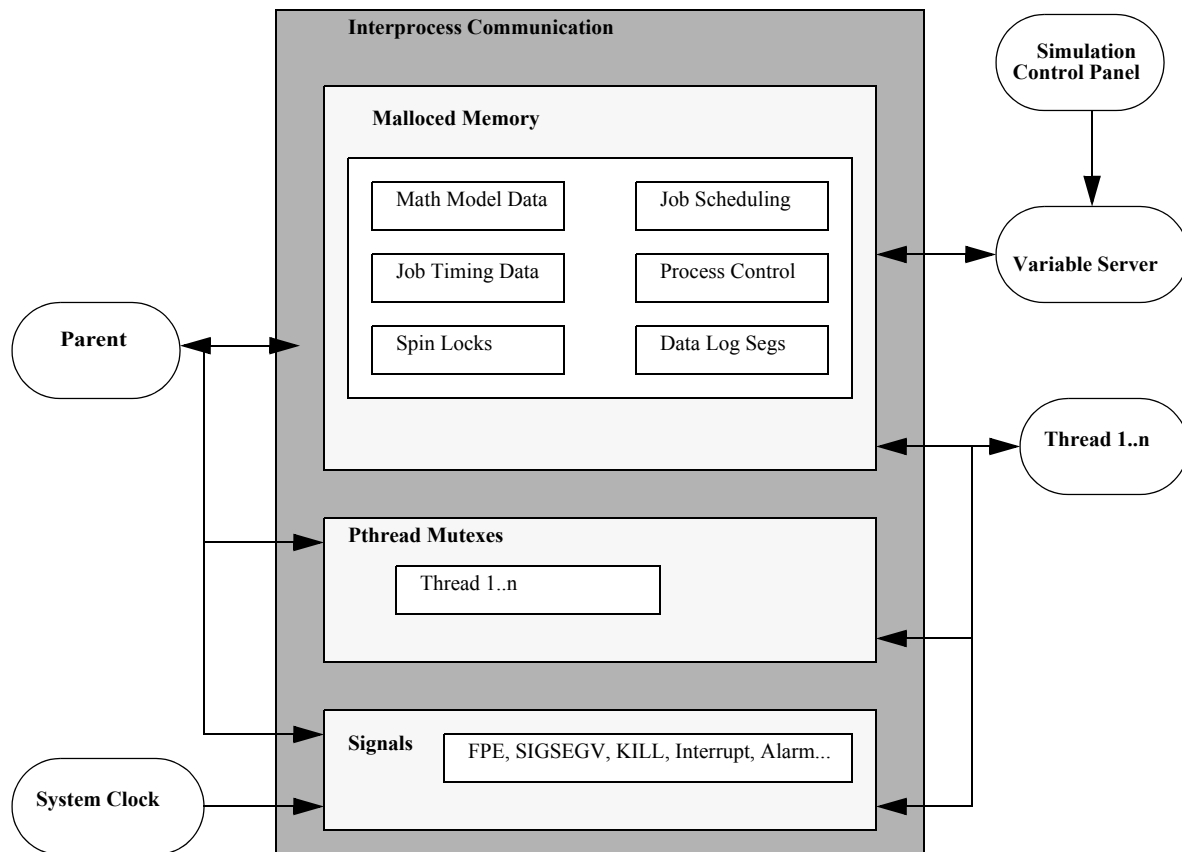 Interprocess Communication
Simulation
Control Panel
Malloced Memory
Math Model Data
Job Scheduling
Job Timing Data
Process Control
Variable Server
Spin Locks
Data Log Segs
Parent
Thread 1..n
Pthread Mutexes
Thread 1..n
Signals
FPE, SIGSEGV, KILL, Interrupt, Alarm...
System Clock